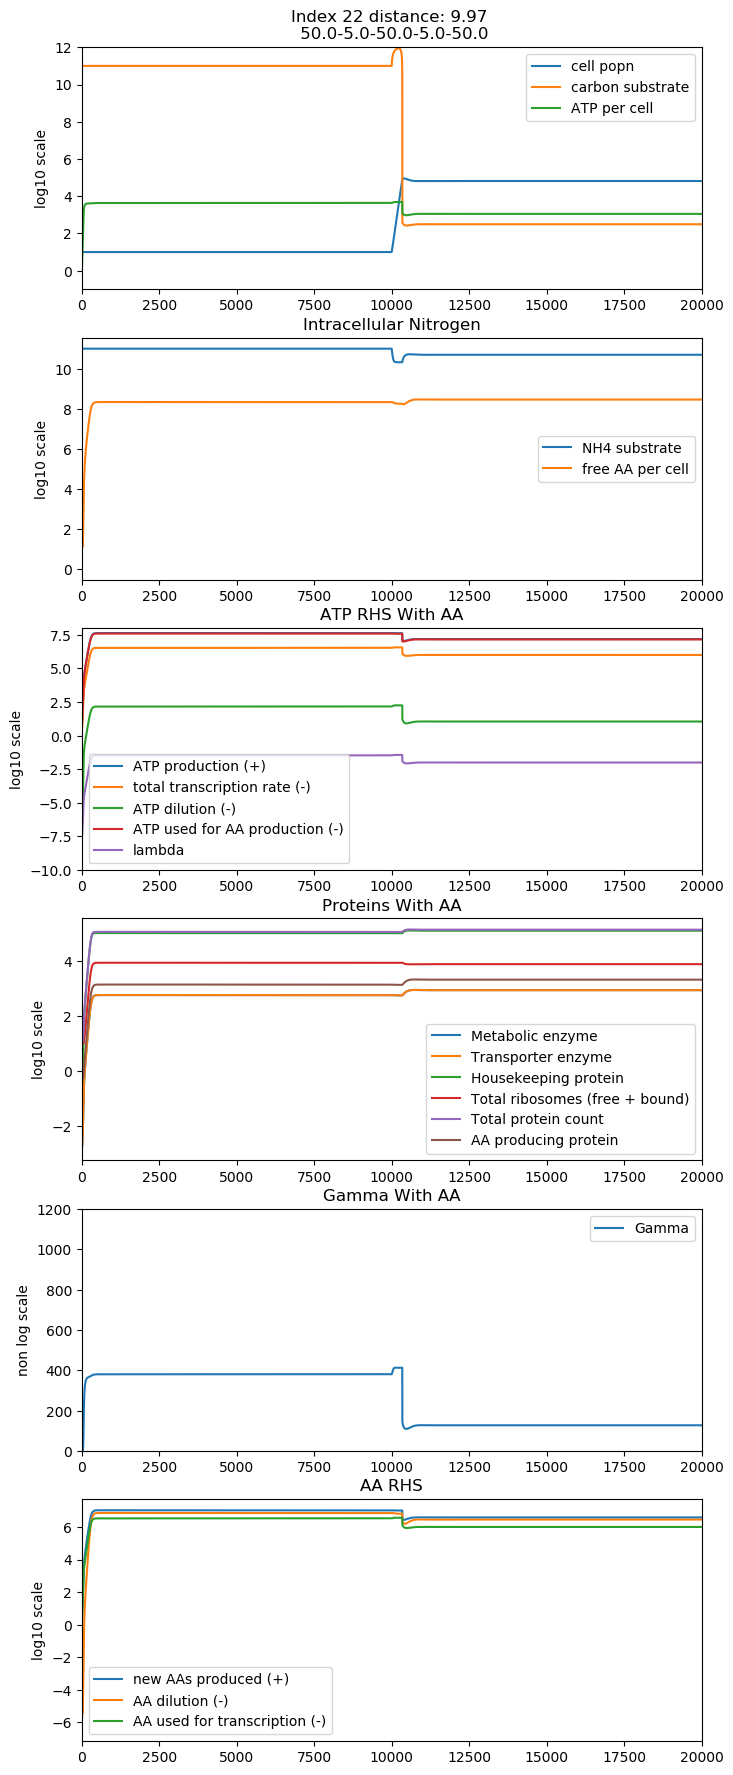 Index 22 distance: 9.97
50.0-5.0-50.0-5.0-50.0
12
10
8
6
4
2
0
log10 scale
cell popn
carbon substrate
ATP per cell
0 2500 5000 7500 10000 12500 15000 17500 20000
Intracellular Nitrogen
10
8
6
4
2
0
log10 scale
NH4 substrate
free AA per cell
0 2500 5000 7500 10000 12500 15000 17500 20000
ATP RHS With AA
7.5
5.0
2.5
0.0
−2.5
−5.0
−7.5
−10.0
log10 scale
ATP production (+)
total transcription rate (-)
ATP dilution (-)
ATP used for AA production (-)
lambda
0 2500 5000 7500 10000 12500 15000 17500 20000
Proteins With AA
4
2
0
−2
log10 scale
Metabolic enzyme
Transporter enzyme
Housekeeping protein
Total ribosomes (free + bound)
Total protein count
AA producing protein
0 2500 5000 7500 10000 12500 15000 17500 20000
Gamma With AA
1200
1000
800
600
400
200
0
non log scale
Gamma
0 2500 5000 7500 10000 12500 15000 17500 20000
AA RHS
6
4
2
0
−2
−4
−6
log10 scale
new AAs produced (+)
AA dilution (-)
AA used for transcription (-)
0 2500 5000 7500 10000 12500 15000 17500 20000